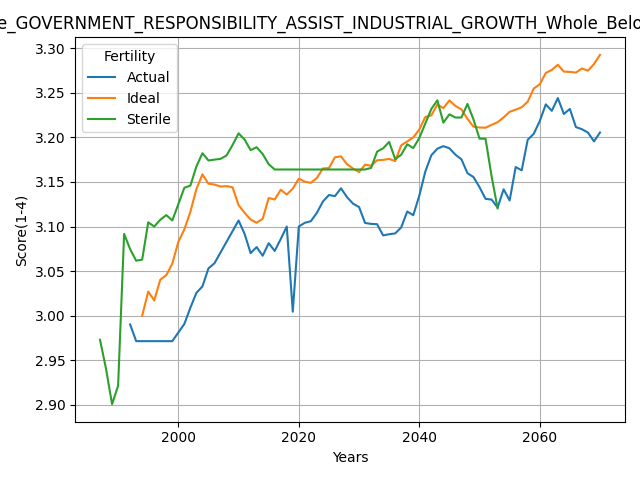 e_GOVERNMENT_RESPONSIBILITY_ASSIST_INDUSTRIAL_GROWTH_Whole_Belo
Fertility
Actual
Ideal
Sterile
3.30
3.25
3.20
3.15
3.10
3.05
3.00
2.95
2.90
Score(1-4)
2000 2020 2040 2060
Years